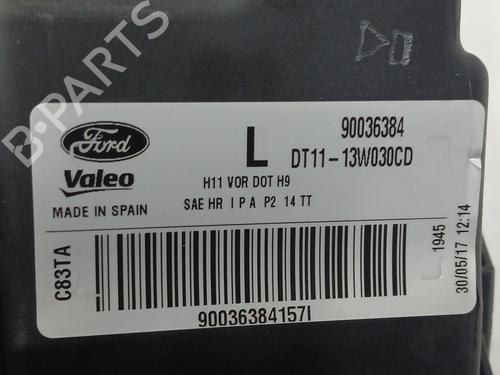 B-PARTS
Ford
Valeo
MADE IN SPAIN
L
90036384
DT11-13W030CD
H11 VOR DOT H9
SAE HR I P A P2 14 TT
C83TA
90036384157I
1945
30/05/17 12:14